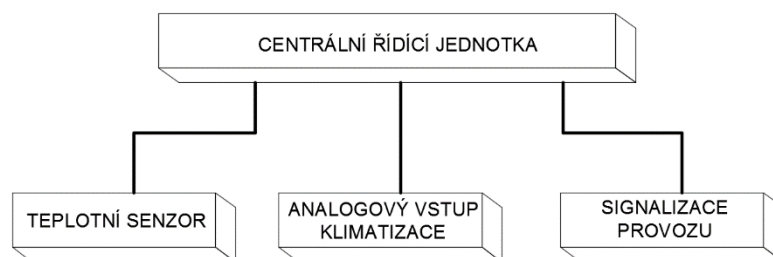 CENTRÁLNÍ ŘÍDÍCÍ JEDNOTKA
TEPLOTNÍ SENZOR
ANALOGOVÝ VSTUP
KLIMATIZACE
SIGNALIZACE
PROVOZU